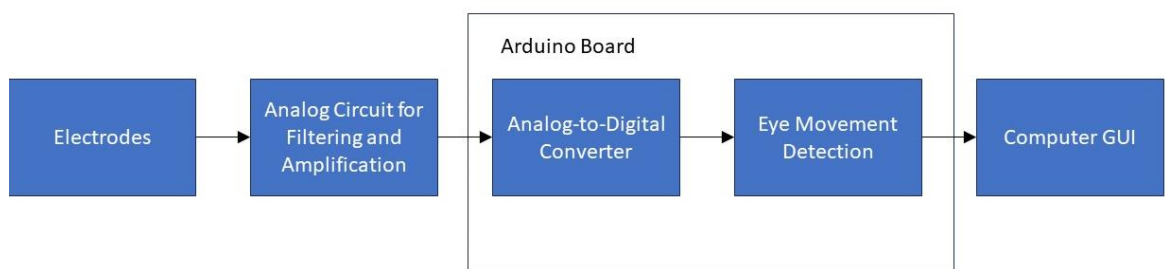 Arduino Board
Electrodes
Analog Circuit for
Filtering and
Amplification
Analog-to-Digital
Converter
Eye Movement
Detection
Computer GUI